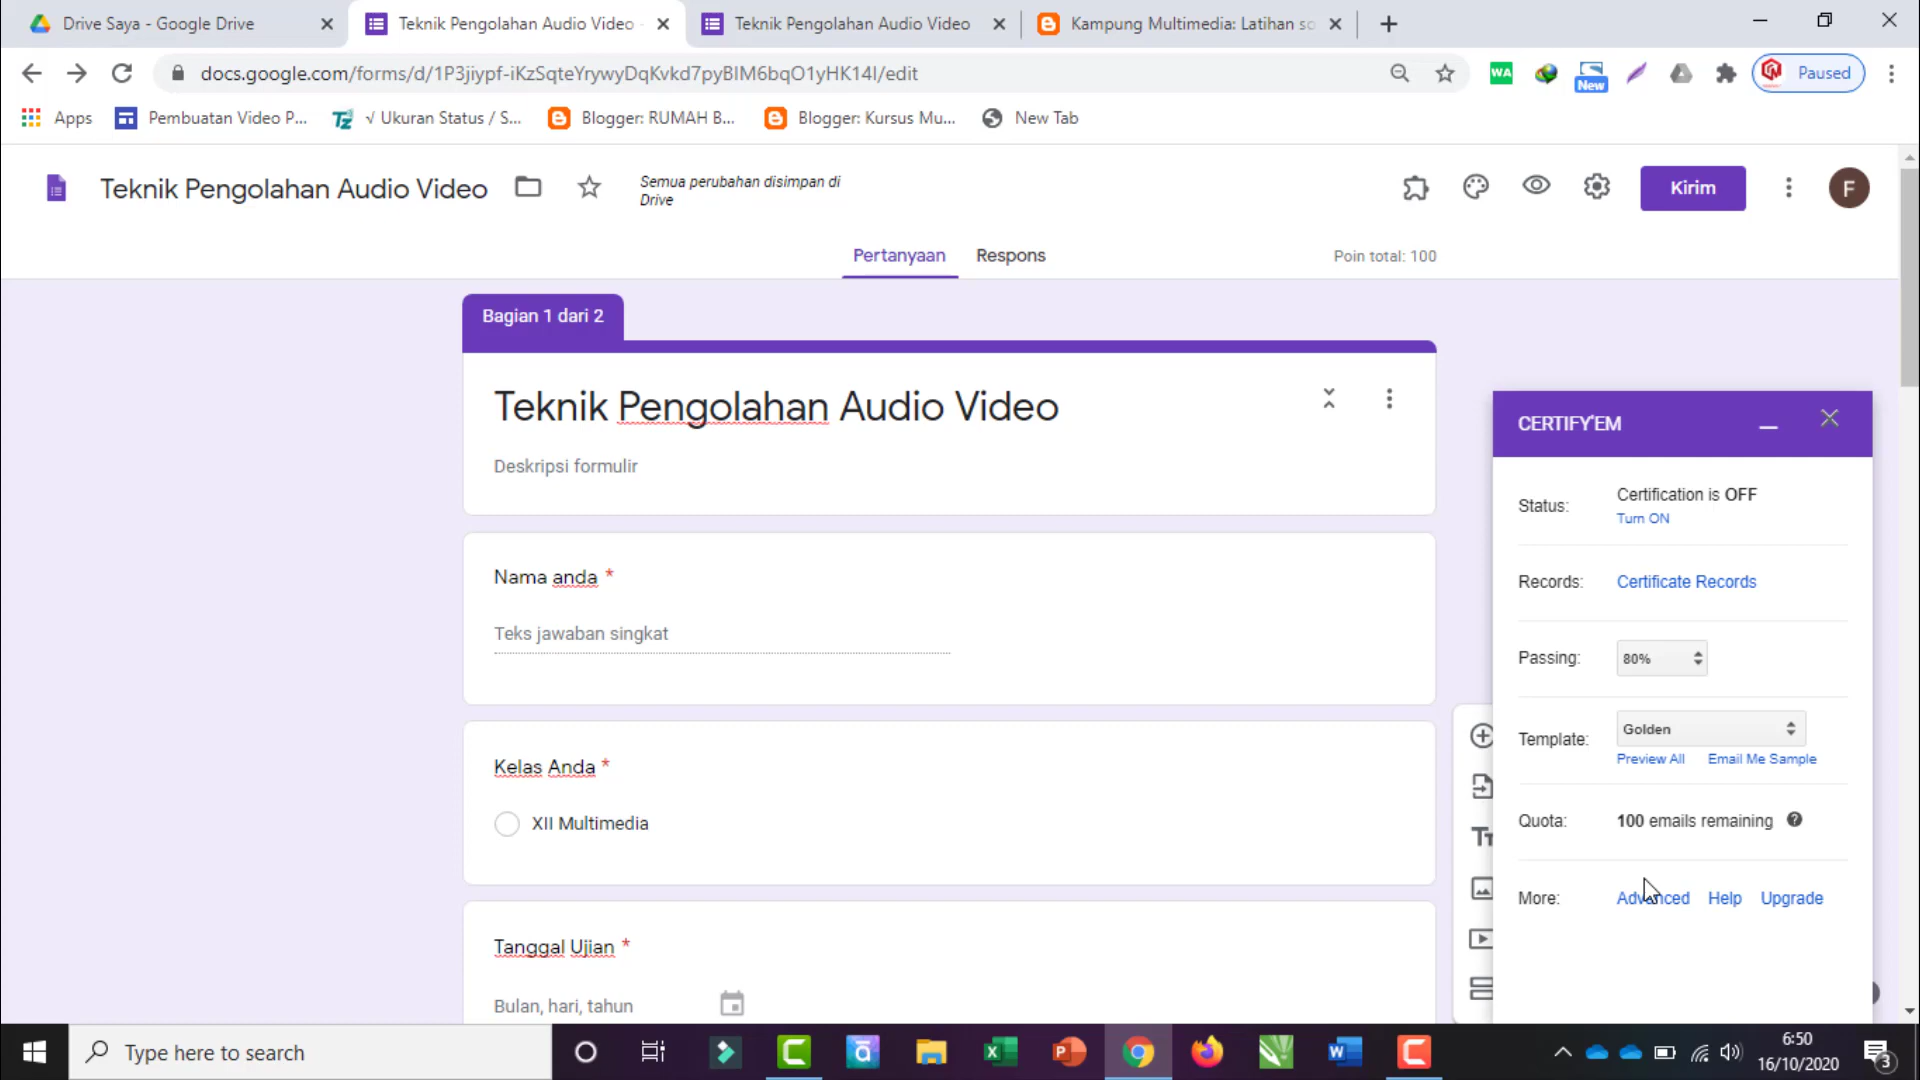 Drive Saya - Google Drive
Teknik Pengolahan Audio Video -
Teknik Pengolahan Audio Video
Kampung Multimedia: Latihan so
docs.google.com/forms/d/1P3jiypf-iKzSqteYrywyDqKvkd7pyBIM6bqO1yHK14I/edit
WA
New
Paused
Apps
Pembuatan Video P...
√ Ukuran Status / S...
Blogger: RUMAH B...
Blogger: Kursus Mu...
New Tab
Teknik Pengolahan Audio Video
Semua perubahan disimpan di
Drive
Kirim
F
Pertanyaan
Respons
Poin total: 100
Bagian 1 dari 2
Teknik Pengolahan Audio Video
Deskripsi formulir
Nama anda *
Teks jawaban singkat
Kelas Anda *
XII Multimedia
Tanggal Ujian *
Bulan, hari, tahun
CERTIFY'EM
Status:
Certification is OFF
Turn ON
Records:
Certificate Records
Passing:
80%
Template:
Golden
Preview All
Email Me Sample
Quota:
100 emails remaining
More:
Advanced
Help
Upgrade
Type here to search
6:50
16/10/2020
3